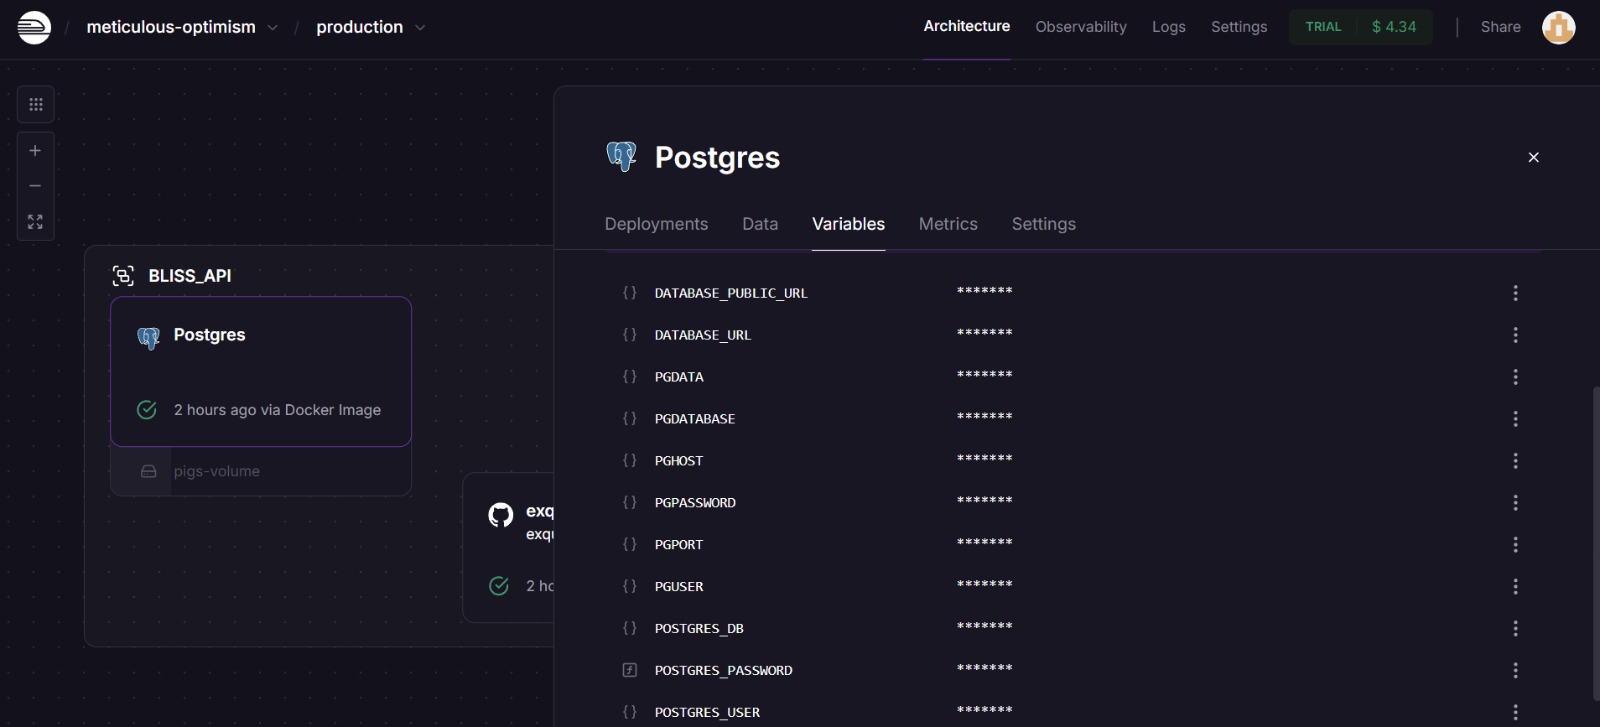 / meticulous-optimism / production
Architecture Observability Logs Settings TRIAL $ 4.34 Share
BLISS_API
Postgres
2 hours ago via Docker Image
pigs-volume
exq
exqu
2 ho
Postgres
Deployments Data Variables Metrics Settings
{} DATABASE_PUBLIC_URL *******
{} DATABASE_URL *******
{} PGDATA *******
{} PGDATABASE *******
{} PGHOST *******
{} PGPASSWORD *******
{} PGPORT *******
{} PGUSER *******
{} POSTGRES_DB *******
POSTGRES_PASSWORD *******
{} POSTGRES_USER *******